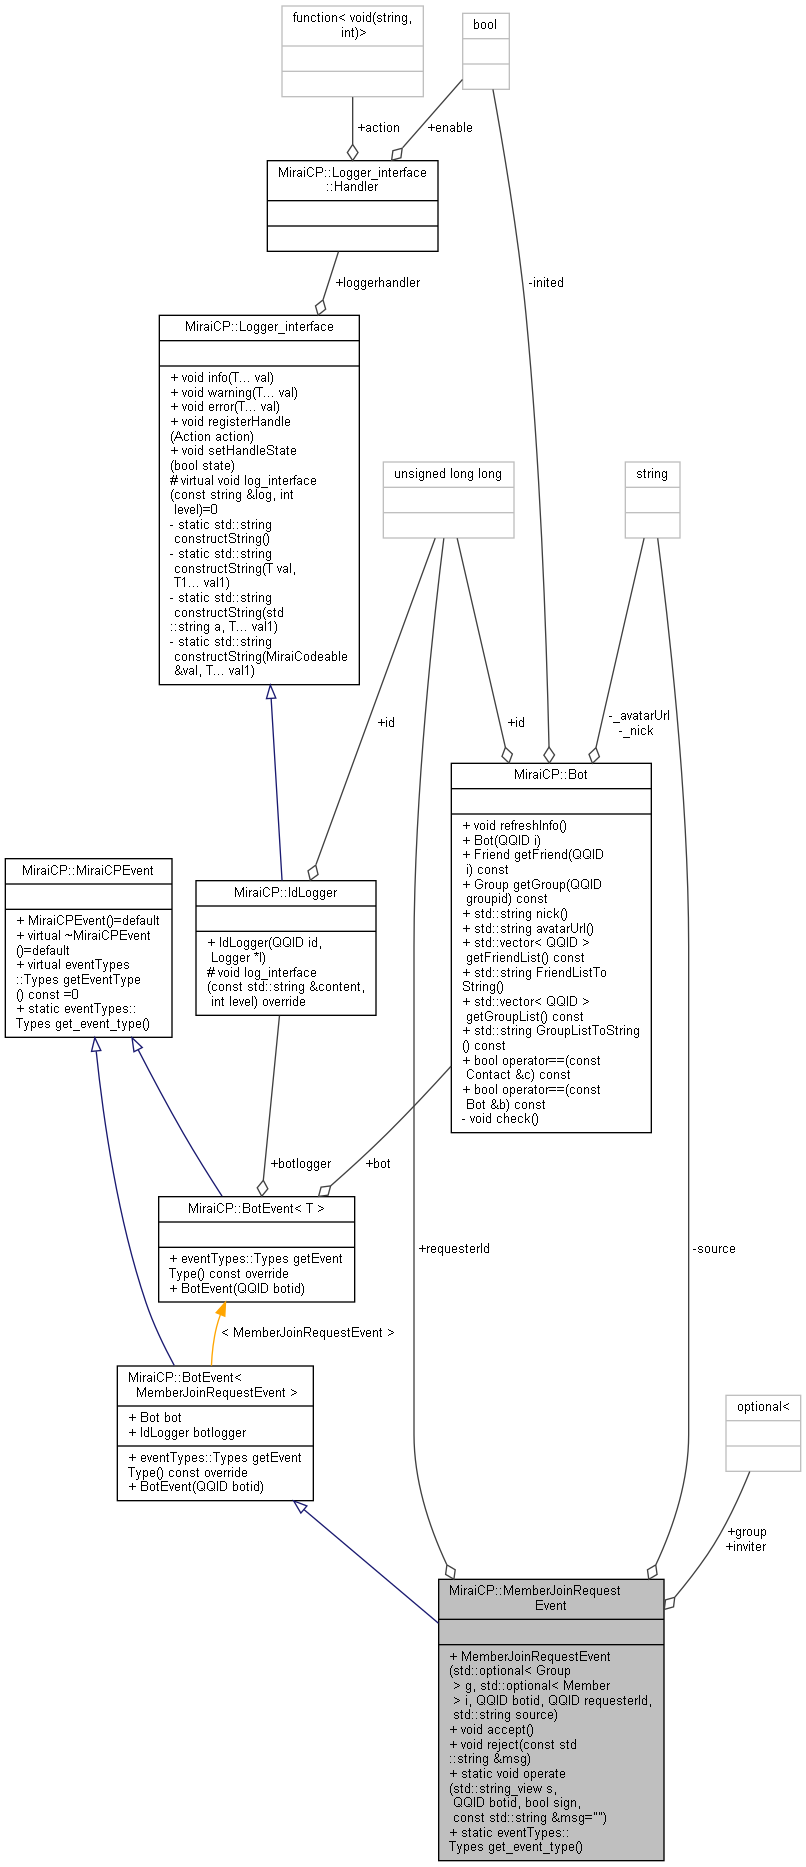 function< void(string,
int)>
bool
+action
+enable
MiraiCP::Logger_interface
::Handler
-inited
+loggerhandler
MiraiCP::Logger_interface
+ void info(T... val)
+ void warning(T... val)
+ void error(T... val)
+ void registerHandle
(Action action)
+ void setHandleState
(bool state)
# virtual void log_interface
(const string &log, int
level)=0
- static std::string
constructString()
- static std::string
constructString(T val,
T1... val1)
- static std::string
constructString(std
::string a, T... val1)
- static std::string
constructString(MiraiCodeable
&val, T... val1)
unsigned long long
string
+id
+id
-_avatarUrl
-_nick
MiraiCP::Bot
+ void refreshInfo()
+ Bot(QQID i)
+ Friend getFriend(QQID
i) const
+ Group getGroup(QQID
groupid) const
+ std::string nick()
+ std::string avatarUrl()
+ std::vector< QQID >
getFriendList() const
+ std::string FriendListTo
String()
+ std::vector< QQID >
getGroupList() const
+ std::string GroupListToString
() const
+ bool operator==(const
Contact &c) const
+ bool operator==(const
Bot &b) const
- void check()
MiraiCP::MiraiCPEvent
+ MiraiCPEvent()=default
+ virtual ~MiraiCPEvent
()=default
+ virtual eventTypes
::Types getEventType
() const =0
+ static eventTypes::
Types get_event_type()
MiraiCP::IdLogger
+ IdLogger(QQID id,
Logger *l)
# void log_interface
(const std::string &content,
int level) override
+botlogger
+bot
MiraiCP::BotEvent< T >
+ eventTypes::Types getEvent
Type() const override
+ BotEvent(QQID botid)
+requesterId
-source
< MemberJoinRequestEvent >
MiraiCP::BotEvent<
MemberJoinRequestEvent >
+ Bot bot
+ IdLogger botlogger
+ eventTypes::Types getEvent
Type() const override
+ BotEvent(QQID botid)
optional<
+group
+inviter
MiraiCP::MemberJoinRequest
Event
+ MemberJoinRequestEvent
(std::optional< Group
> g, std::optional< Member
> i, QQID botid, QQID requesterId,
std::string source)
+ void accept()
+ void reject(const std
::string &msg)
+ static void operate
(std::string_view s,
QQID botid, bool sign,
const std::string &msg="")
+ static eventTypes::
Types get_event_type()